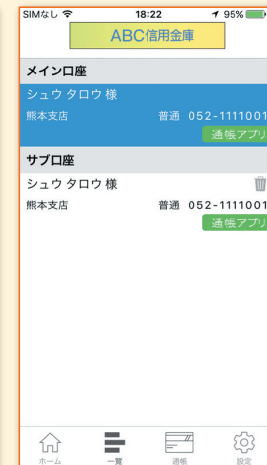 SIMなし 18:22 95%
ABC信用金庫
メイン口座
シュウ タロウ 様
熊本支店 普通 052-1111001
通帳アプリ
サブ口座
シュウ タロウ 様
熊本支店 普通 052-1111001
通帳アプリ
ホーム 一覧 通帳 設定